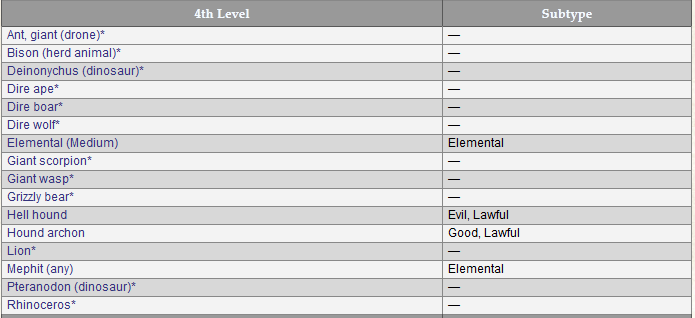 4th Level Subtype
Ant, giant (drone)* —
Bison (herd animal)* —
Deinonychus (dinosaur)* —
Dire ape* —
Dire boar* —
Dire wolf* —
Elemental (Medium) Elemental
Giant scorpion* —
Giant wasp* —
Grizzly bear* —
Hell hound Evil, Lawful
Hound archon Good, Lawful
Lion* —
Mephit (any) Elemental
Pteranodon (dinosaur)* —
Rhinoceros* —